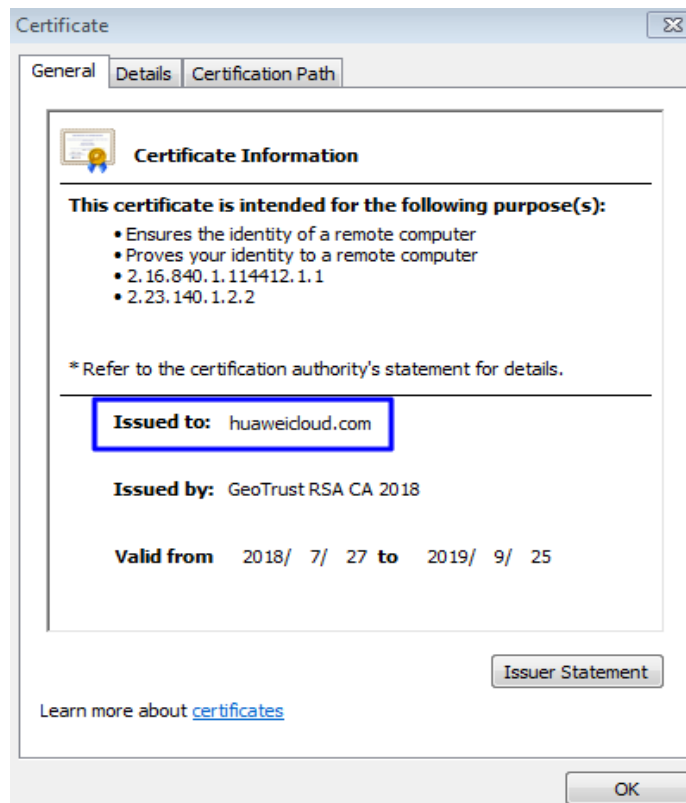 Certificate
General Details Certification Path
Certificate Information
This certificate is intended for the following purpose(s):
• Ensures the identity of a remote computer
• Proves your identity to a remote computer
• 2.16.840.1.114412.1.1
• 2.23.140.1.2.2
* Refer to the certification authority's statement for details.
Issued to: huaweicloud.com
Issued by: GeoTrust RSA CA 2018
Valid from 2018/ 7/ 27 to 2019/ 9/ 25
Issuer Statement
Learn more about certificates
OK